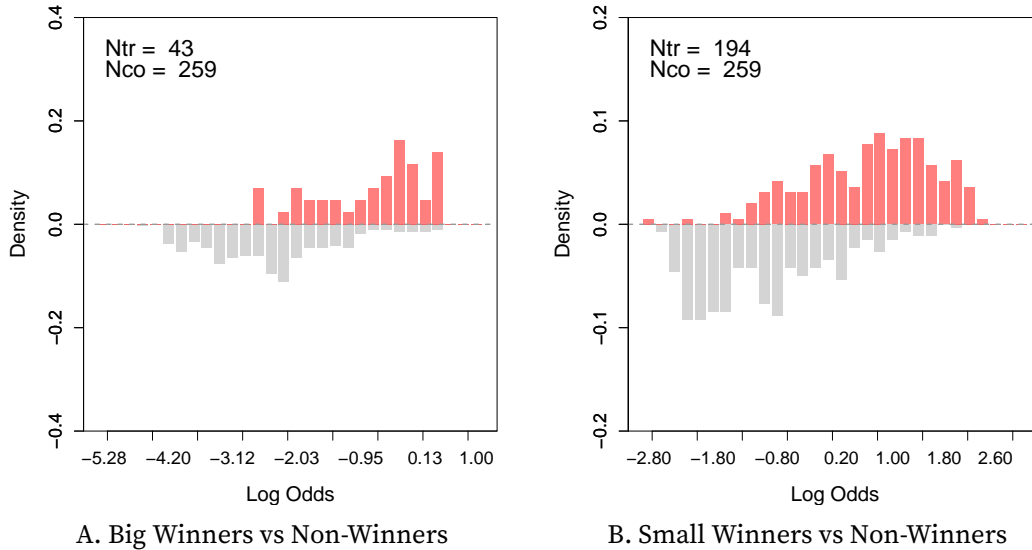 Ntr = 43
Nco = 259
0.4
0.2
0.0
−0.2
−0.4
Density
−5.28 −4.20 −3.12 −2.03 −0.95 0.13 1.00
Log Odds
A. Big Winners vs Non-Winners
Ntr = 194
Nco = 259
0.2
0.1
0.0
−0.1
−0.2
Density
−2.80 −1.80 −0.80 0.20 1.00 1.80 2.60
Log Odds
B. Small Winners vs Non-Winners